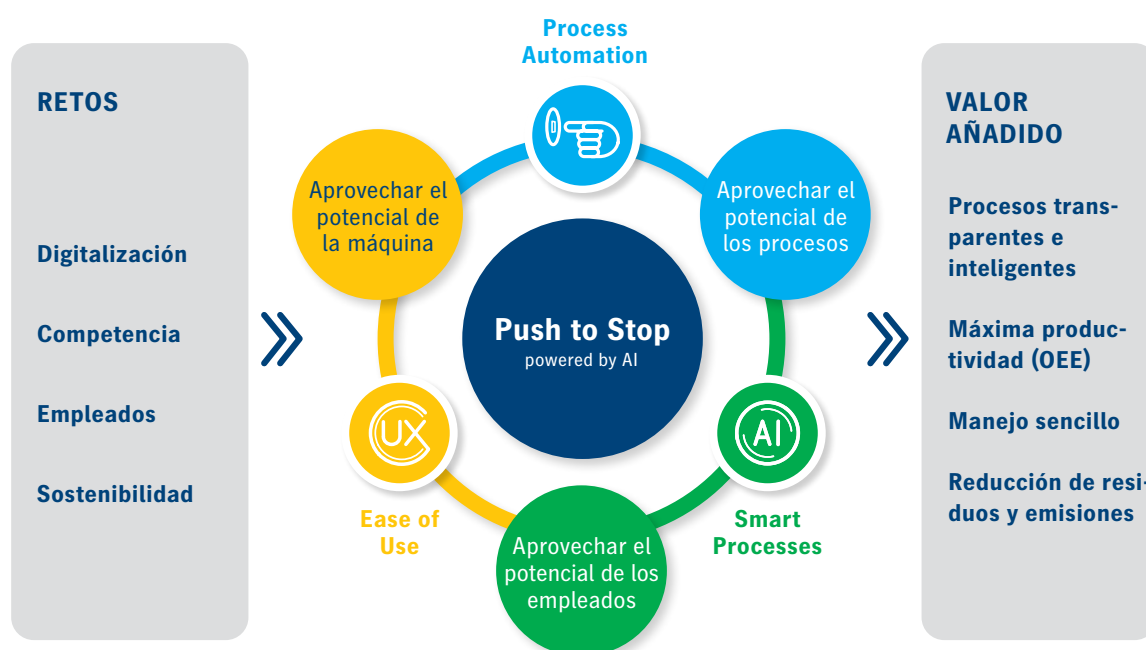 RETOS
Digitalización
Competencia
Empleados
Sostenibilidad
Process
Automation
Aprovechar el
potencial de
la máquina
Aprovechar el
potencial de
los procesos
Push to Stop
powered by AI
UX
AI
Ease of
Use
Aprovechar el
potencial de los
empleados
Smart
Processes
VALOR
AÑADIDO
Procesos trans-
parentes e
inteligentes
Máxima produc-
tividad (OEE)
Manejo sencillo
Reducción de resi-
duos y emisiones